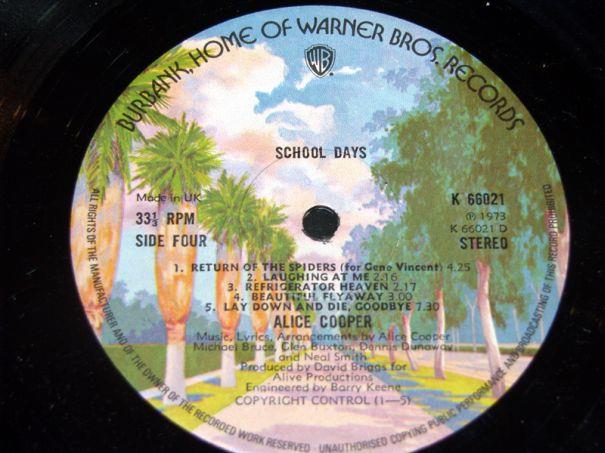 BURBANK, HOME OF WARNER BROS. RECORDS
WB
SCHOOL DAYS
Made in UK
33⅓ RPM
SIDE FOUR
K 66021
℗ 1973
K 66021 D
STEREO
1. RETURN OF THE SPIDERS (for Gene Vincent) 4.25
2. LAUGHING AT ME 2.16
3. REFRIGERATOR HEAVEN 2.17
4. BEAUTIFUL FLYAWAY 3.00
5. LAY DOWN AND DIE, GOODBYE 7.30
ALICE COOPER
Music, Lyrics, Arrangements by Alice Cooper,
Michael Bruce, Glen Buxton, Dennis Dunaway,
and Neal Smith
Produced by David Briggs for
Alive Productions
Engineered by Barry Keene
COPYRIGHT CONTROL (1—5)
ALL RIGHTS OF THE MANUFACTURER AND OF THE OWNER OF THE RECORDED WORK RESERVED - UNAUTHORISED COPYING PUBLIC PERFORMANCE AND BROADCASTING OF THIS RECORD PROHIBITED